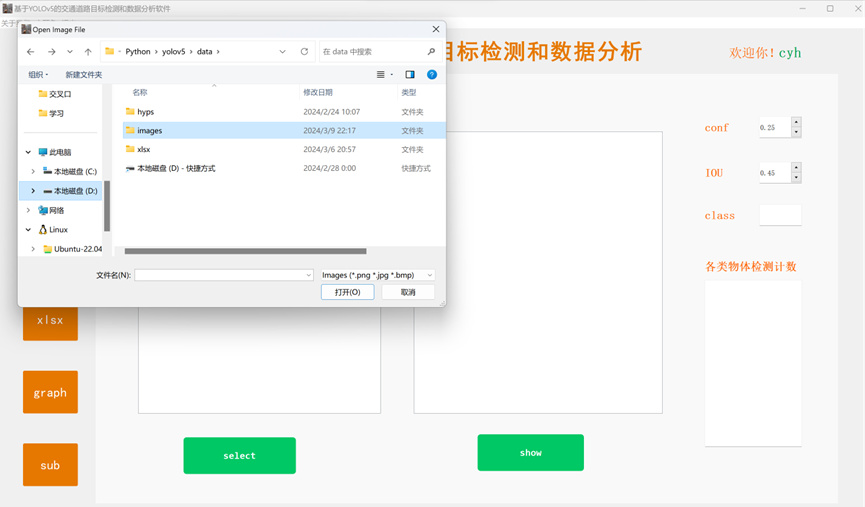 基于YOLOv5的交通道路目标检测和数据分析软件
关于
Open Image File
目标检测和数据分析
欢迎你！cyh
Python › yolov5 › data ›
在 data 中搜索
组织 新建文件夹
交叉口
学习
此电脑
本地磁盘 (C:)
本地磁盘 (D:)
网络
Linux
Ubuntu-22.04
名称 修改日期 类型
hyps 2024/2/24 10:07 文件夹
images 2024/3/9 22:17 文件夹
xlsx 2024/3/6 20:57 文件夹
本地磁盘 (D) - 快捷方式 2024/2/28 0:00 快捷方式
文件名(N):
Images (*.png *.jpg *.bmp)
打开(O) 取消
conf 0.25
IOU 0.45
class
各类物体检测计数
xlsx
graph
sub
select
show